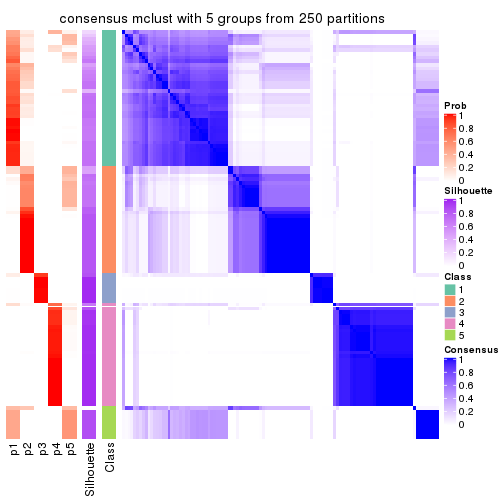 consensus mclust with 5 groups from 250 partitions
Prob
1
0.8
0.6
0.4
0.2
0
Silhouette
1
0.8
0.6
0.4
0.2
0
Class
1
2
3
4
5
Consensus
1
0.8
0.6
0.4
0.2
0
p1
p2
p3
p4
p5
Silhouette
Class